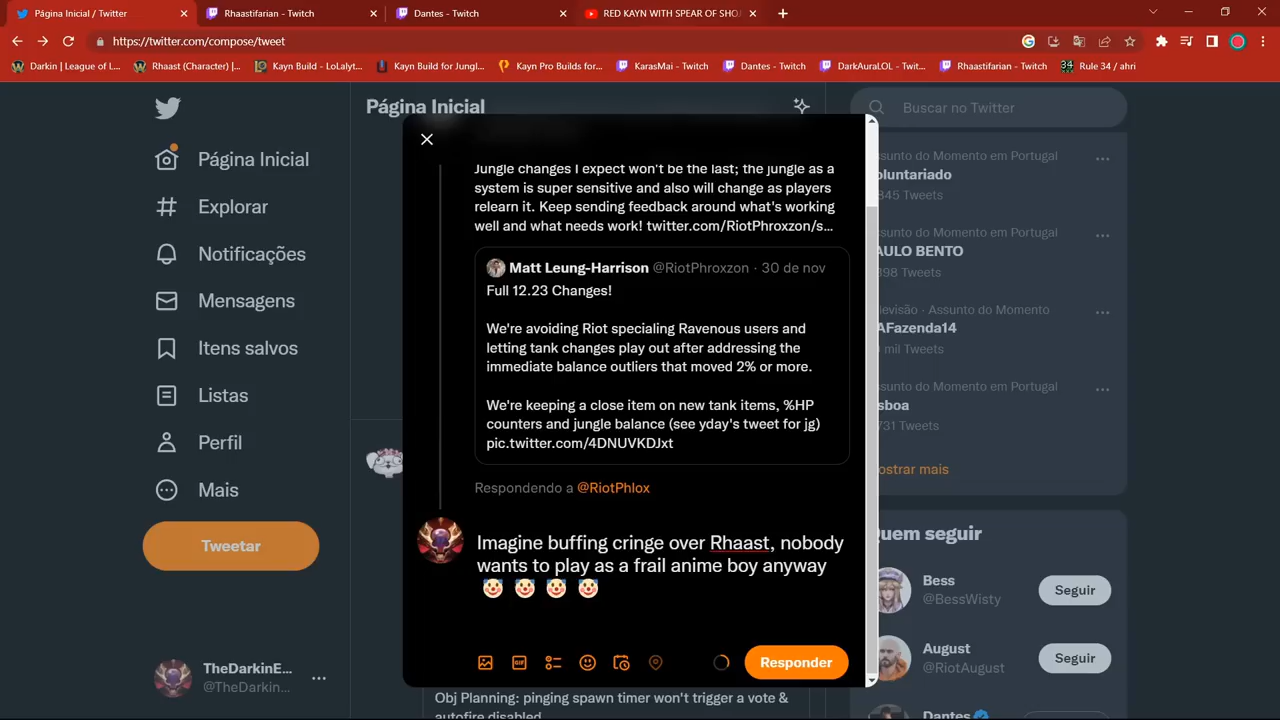 Página Inicial / Twitter
Rhaastifarian - Twitch
Dantes - Twitch
RED KAYN WITH SPEAR OF SHO
https://twitter.com/compose/tweet
Darkin | League of L...
Rhaast (Character) |...
Kayn Build - LoLalyt...
Kayn Build for Jungl...
Kayn Pro Builds for...
KarasMai - Twitch
Dantes - Twitch
DarkAuraLOL - Twit...
Rhaastifarian - Twitch
34
Rule 34 / ahri
Página Inicial
Explorar
Notificações
Mensagens
Itens salvos
Listas
Perfil
Mais
Tweetar
TheDarkinE...
@TheDarkin...
Página Inicial
Jungle changes I expect won't be the last; the jungle as a
system is super sensitive and also will change as players
relearn it. Keep sending feedback around what's working
well and what needs work! twitter.com/RiotPhroxzon/s...
Matt Leung-Harrison @RiotPhroxzon · 30 de nov
Full 12.23 Changes!
We're avoiding Riot specialing Ravenous users and
letting tank changes play out after addressing the
immediate balance outliers that moved 2% or more.
We're keeping a close item on new tank items, %HP
counters and jungle balance (see yday's tweet for jg)
pic.twitter.com/4DNUVKDJxt
Respondendo a @RiotPhlox
Imagine buffing cringe over Rhaast, nobody
wants to play as a frail anime boy anyway
🤡 🤡 🤡 🤡
GIF
Responder
Obj Planning: pinging spawn timer won't trigger a vote &
autofire disabled
Buscar no Twitter
ssunto do Momento em Portugal
oluntariado
845 Tweets
ssunto do Momento em Portugal
AULO BENTO
398 Tweets
levisão · Assunto do Momento
AFazenda14
mil Tweets
ssunto do Momento em Portugal
sboa
731 Tweets
ostrar mais
uem seguir
Bess
@BessWisty
Seguir
August
@RiotAugust
Seguir
Dantes